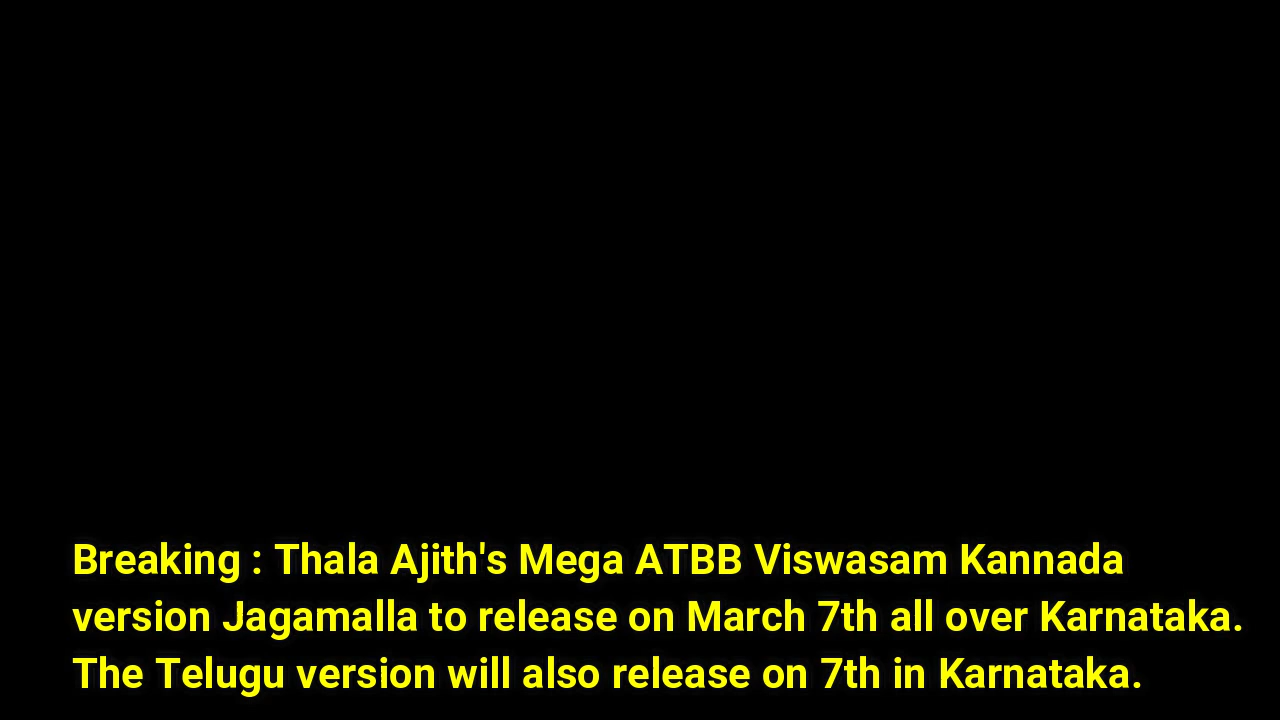 Breaking : Thala Ajith's Mega ATBB Viswasam Kannada
version Jagamalla to release on March 7th all over Karnataka.
The Telugu version will also release on 7th in Karnataka.